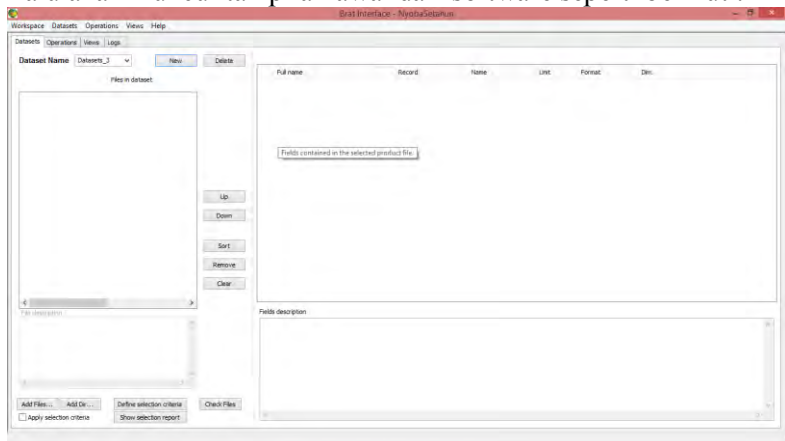 Brat Interface - NyobaSetahun
Workspace Datasets Operations Views Help
Datasets Operations Views Logs
Dataset Name Datasets_1 New Delete
Files in dataset
Full name Record Name Unit Format Dim.
Fields contained in the selected product file.
Up
Down
Sort
Remove
Clear
File description
Fields description
Add Files... Add Dir... Define selection criteria Check Files
Apply selection criteria Show selection report